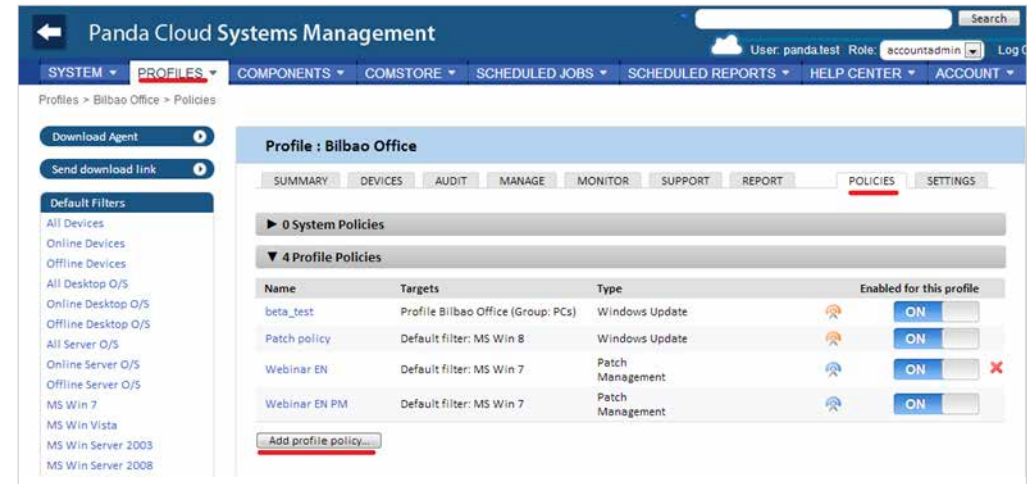 Panda Cloud Systems Management
Search
User: panda.test Role: accountadmin Log
SYSTEM PROFILES COMPONENTS COMSTORE SCHEDULED JOBS SCHEDULED REPORTS HELP CENTER ACCOUNT
Profiles > Bilbao Office > Policies
Download Agent
Send download link
Default Filters
All Devices
Online Devices
Offline Devices
All Desktop O/S
Online Desktop O/S
Offline Desktop O/S
All Server O/S
Online Server O/S
Offline Server O/S
MS Win 7
MS Win Vista
MS Win Server 2003
MS Win Server 2008
Profile : Bilbao Office
SUMMARY DEVICES AUDIT MANAGE MONITOR SUPPORT REPORT POLICIES SETTINGS
0 System Policies
4 Profile Policies
Name Targets Type Enabled for this profile
beta_test Profile Bilbao Office (Group: PCs) Windows Update ON
Patch policy Default filter: MS Win 8 Windows Update ON
Webinar EN Default filter: MS Win 7 Patch Management ON
Webinar EN PM Default filter: MS Win 7 Patch Management ON
Add profile policy...